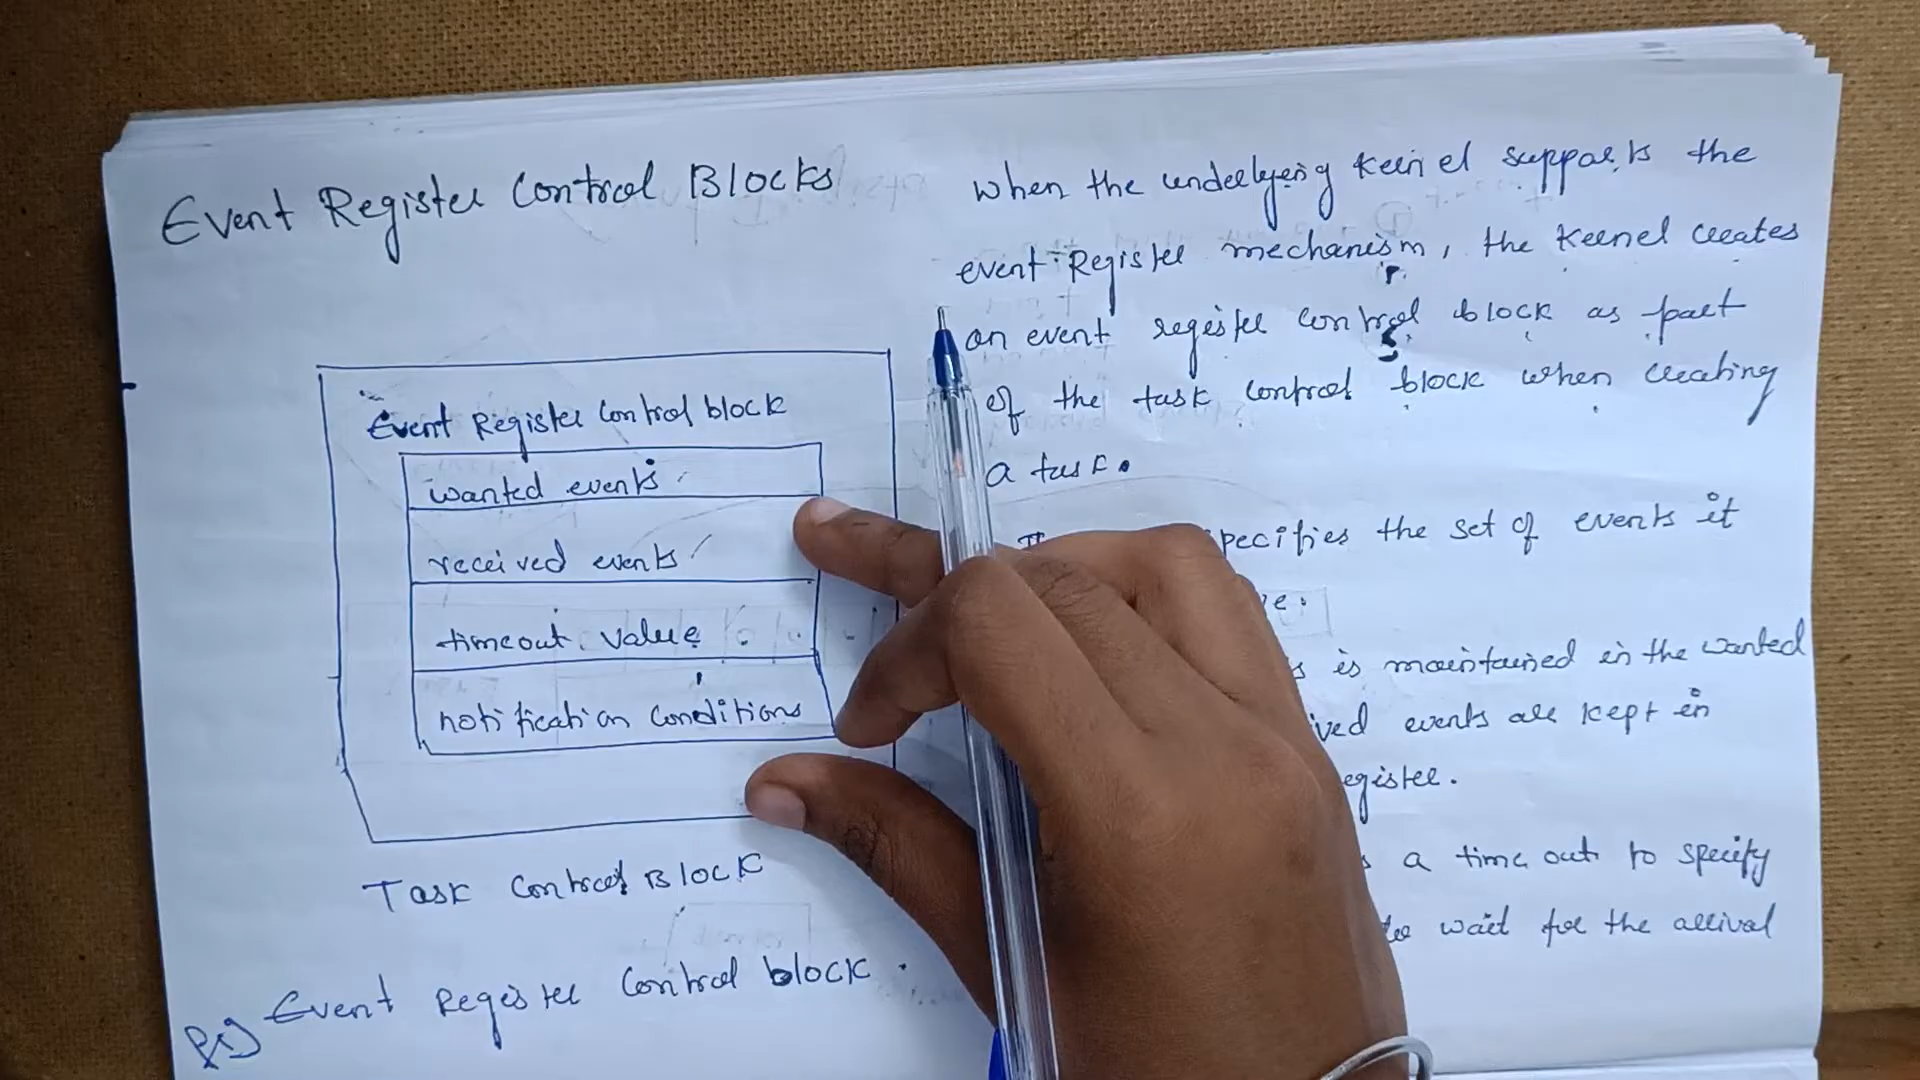 Event Register Control Blocks
Event Register Control block
wanted events
received events
timeout value
notification conditions
Task Control Block
Fig Event Register Control block.
When the underlying kernel supports the
event Register mechanism, the kernel creates
an event register control block as part
of the task control block when creating
a task.
specifies the set of events it
is maintained in the wanted
events are kept in
a time out to specify
to wait for the arrival